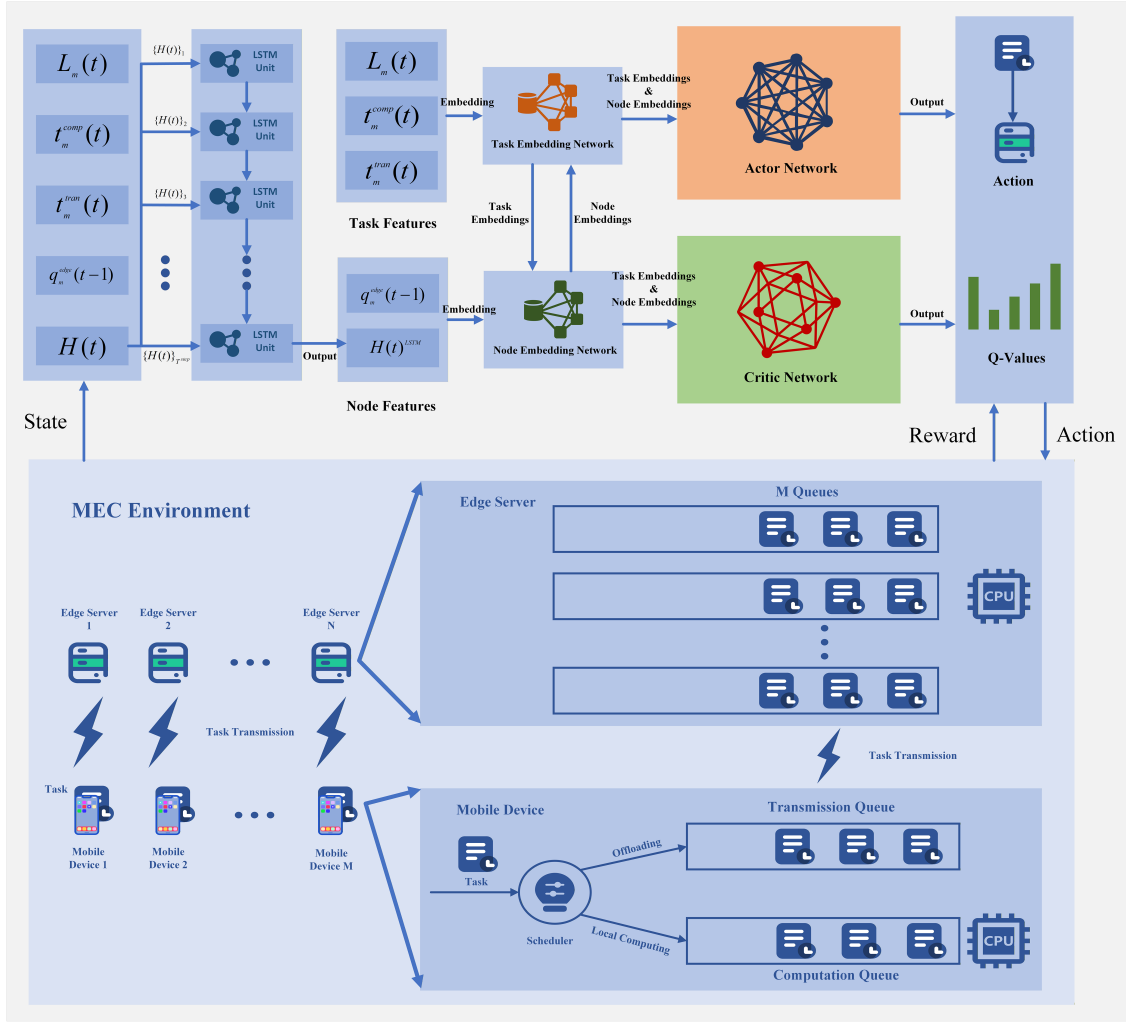 L_m(t)
t_m^{comp}(t)
t_m^{tran}(t)
q_m^{edge}(t−1)
H(t)
{H(t)}_1
{H(t)}_2
{H(t)}_3
{H(t)}_{T^{step}}
LSTM
Unit
LSTM
Unit
LSTM
Unit
LSTM
Unit
Output
L_m(t)
t_m^{comp}(t)
t_m^{tran}(t)
Task Features
q_m^{edge}(t−1)
H(t)^{LSTM}
Node Features
Embedding
Embedding
Task Embedding Network
Task
Embeddings
Node
Embeddings
Node Embedding Network
Task Embeddings
&
Node Embeddings
Task Embeddings
&
Node Embeddings
Actor Network
Critic Network
Output
Output
Action
Q-Values
State
Reward
Action
MEC Environment
Edge Server
1
Edge Server
2
Edge Server
N
Task Transmission
Task
Mobile
Device 1
Mobile
Device 2
Mobile
Device M
Edge Server
M Queues
CPU
Task Transmission
Mobile Device
Transmission Queue
Task
Scheduler
Offloading
Local Computing
CPU
Computation Queue